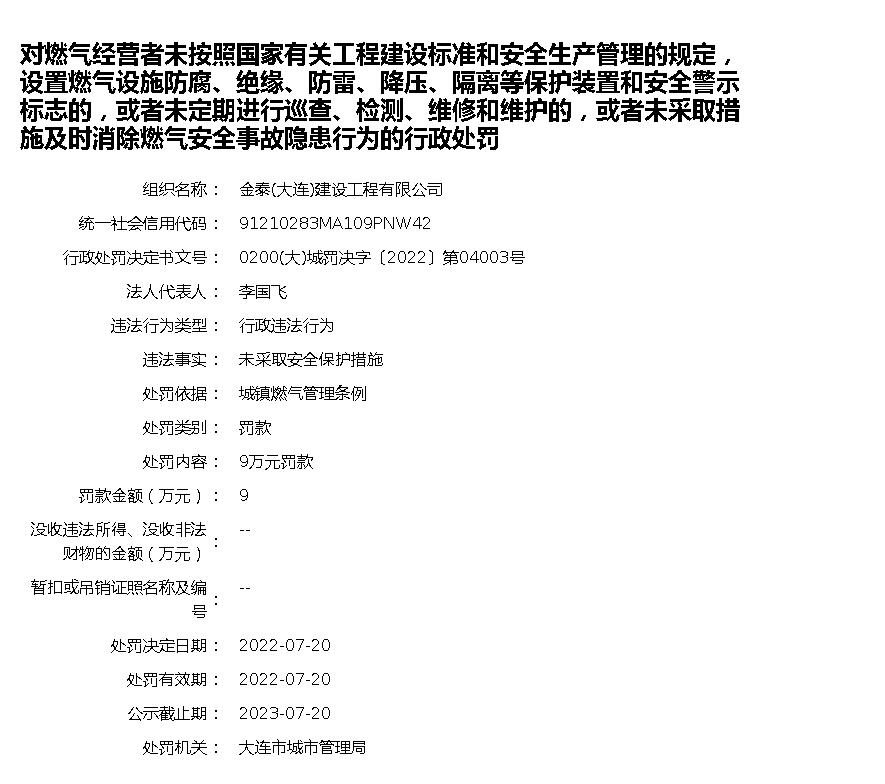 对燃气经营者未按照国家有关工程建设标准和安全生产管理的规定，
设置燃气设施防腐、绝缘、防雷、降压、隔离等保护装置和安全警示
标志的，或者未定期进行巡查、检测、维修和维护的，或者未采取措
施及时消除燃气安全事故隐患行为的行政处罚
组织名称： 金泰(大连)建设工程有限公司
统一社会信用代码： 91210283MA109PNW42
行政处罚决定书文号： 0200(大)城罚决字〔2022〕第04003号
法人代表人： 李国飞
违法行为类型： 行政违法行为
违法事实： 未采取安全保护措施
处罚依据： 城镇燃气管理条例
处罚类别： 罚款
处罚内容： 9万元罚款
罚款金额（万元）： 9
没收违法所得、没收非法
财物的金额（万元）： --
暂扣或吊销证照名称及编
号： --
处罚决定日期： 2022-07-20
处罚有效期： 2022-07-20
公示截止期： 2023-07-20
处罚机关： 大连市城市管理局